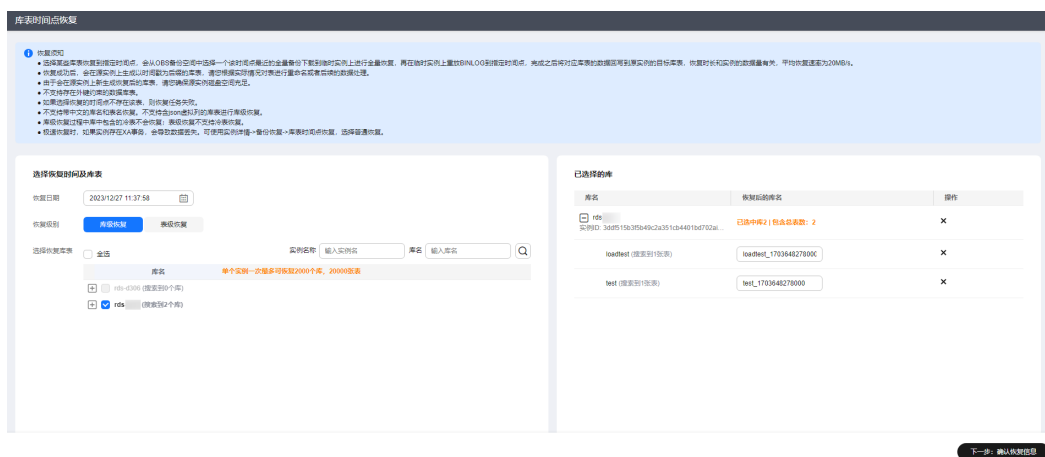 库表时间点恢复
恢复须知
● 选择某些库表恢复到指定时间点，会从OBS备份空间中选择一个该时间点最近的全量备份下载到临时实例上进行全量恢复，再在临时实例上重放BINLOG到指定时间点，完成之后将对应库表的数据回写到原实例的目标库表，恢复时长和实例的数据量有关，平均恢复速率为20MB/s。
● 恢复成功后，会在源实例上生成以时间戳为后缀的库表，请您根据实际情况对表进行重命名或者后续的数据处理。
● 由于会在源实例上新生成恢复后的库表，请您确保源实例磁盘空间充足。
● 不支持存在外键约束的数据库表。
● 如果选择恢复的时间点不存在该表，则恢复任务失败。
● 不支持带中文的库名和表名恢复。不支持含json虚拟列的库表进行库级恢复。
● 库级恢复过程中库中包含的冷表不会恢复；表级恢复不支持冷表恢复。
● 极速恢复时，如果实例存在XA事务，会导致数据丢失。可使用实例详情->备份恢复->库表时间点恢复，选择普通恢复。
选择恢复时间及库表
恢复日期 2023/12/27 11:37:58
恢复级别 库级恢复 表级恢复
选择恢复库表 全选 实例名称 输入实例名 库名 输入库名
库名 单个实例一次最多可恢复2000个库，20000张表
rds-d306 (搜索到0个库)
rds (搜索到2个库)
已选择的库
库名 恢复后的库名 操作
rds
实例ID: 3ddf515b3f5b49c2a351cb4401bd702ai... 已选中库2 | 包含总表数：2
loadtest (搜索到1张表) loadtest_170364827800
test (搜索到1张表) test_1703648278000
下一步：确认恢复信息